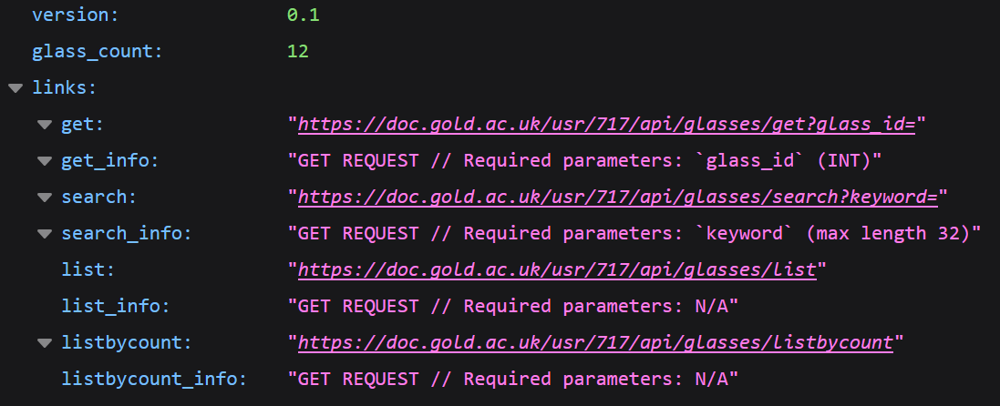 version: 0.1
glass_count: 12
links:
get: "https://doc.gold.ac.uk/usr/717/api/glasses/get?glass_id="
get_info: "GET REQUEST // Required parameters: `glass_id` (INT)"
search: "https://doc.gold.ac.uk/usr/717/api/glasses/search?keyword="
search_info: "GET REQUEST // Required parameters: `keyword` (max length 32)"
list: "https://doc.gold.ac.uk/usr/717/api/glasses/list"
list_info: "GET REQUEST // Required parameters: N/A"
listbycount: "https://doc.gold.ac.uk/usr/717/api/glasses/listbycount"
listbycount_info: "GET REQUEST // Required parameters: N/A"